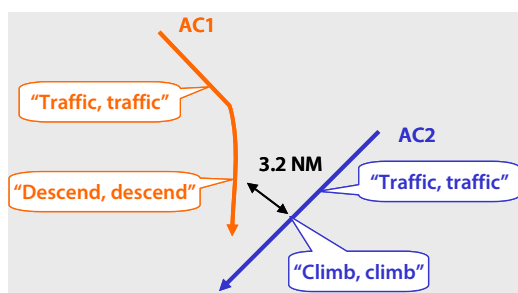 AC1
“Traffic, traffic”
AC2
3.2 NM
“Traffic, traffic”
“Descend, descend”
“Climb, climb”